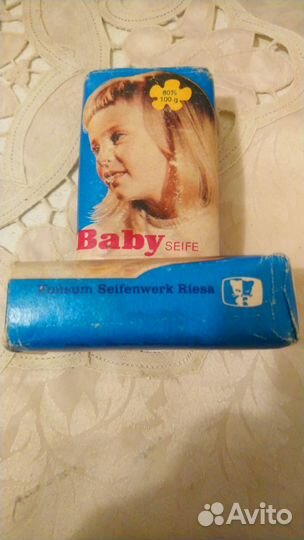 80%
100 g
Baby SEIFE
Konsum Seifenwerk Riesa
Avito